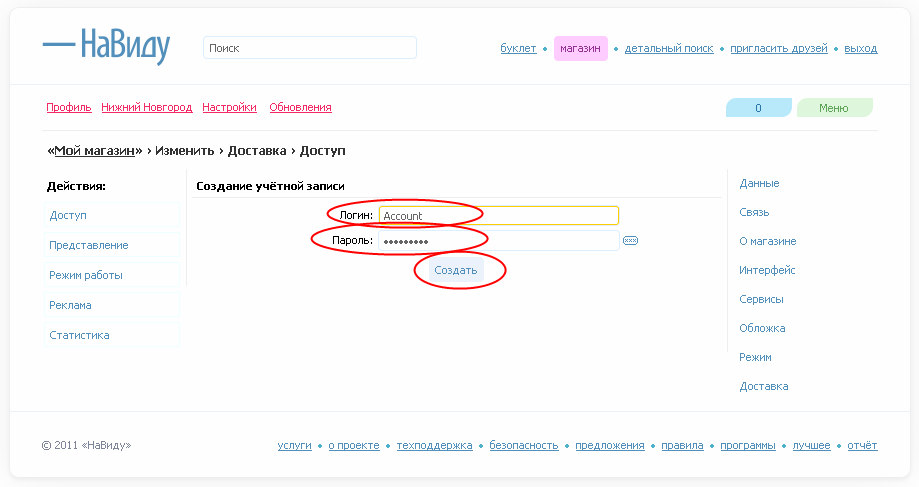 НаВиду
Поиск
буклет • магазин • детальный поиск • пригласить друзей • выход
Профиль Нижний Новгород Настройки Обновления
0 Меню
«Мой магазин» › Изменить › Доставка › Доступ
Действия:
Доступ
Представление
Режим работы
Реклама
Статистика
Создание учётной записи
Логин: Account
Пароль: •••••••••
Создать
Данные
Связь
О магазине
Интерфейс
Сервисы
Обложка
Режим
Доставка
© 2011 «НаВиду»
услуги • о проекте • техподдержка • безопасность • предложения • правила • программы • лучшее • отчёт